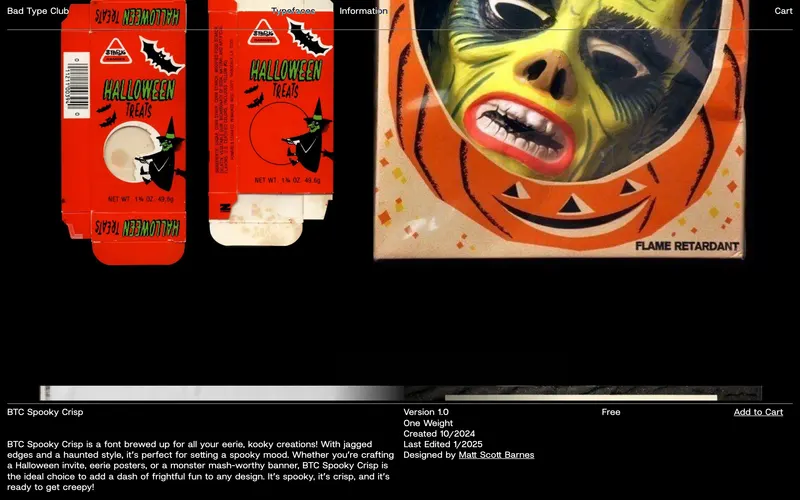 Bad Type Club
Typefaces
Information
Cart
HALLOWEEN
TREATS
HALLOWEEN
TREATS
NET WT. 1¾ OZ. 49.6g
HALLOWEEN
TREATS
HALLOWEEN
TREATS
NET WT. 1¾ OZ. 49.6g
FLAME RETARDANT
BTC Spooky Crisp
BTC Spooky Crisp is a font brewed up for all your eerie, kooky creations! With jagged
edges and a haunted style, it's perfect for setting a spooky mood. Whether you're crafting
a Halloween invite, eerie posters, or a monster mash-worthy banner, BTC Spooky Crisp is
the ideal choice to add a dash of frightful fun to any design. It's spooky, it's crisp, and it's
ready to get creepy!
Version 1.0
One Weight
Created 10/2024
Last Edited 1/2025
Designed by Matt Scott Barnes
Free
Add to Cart